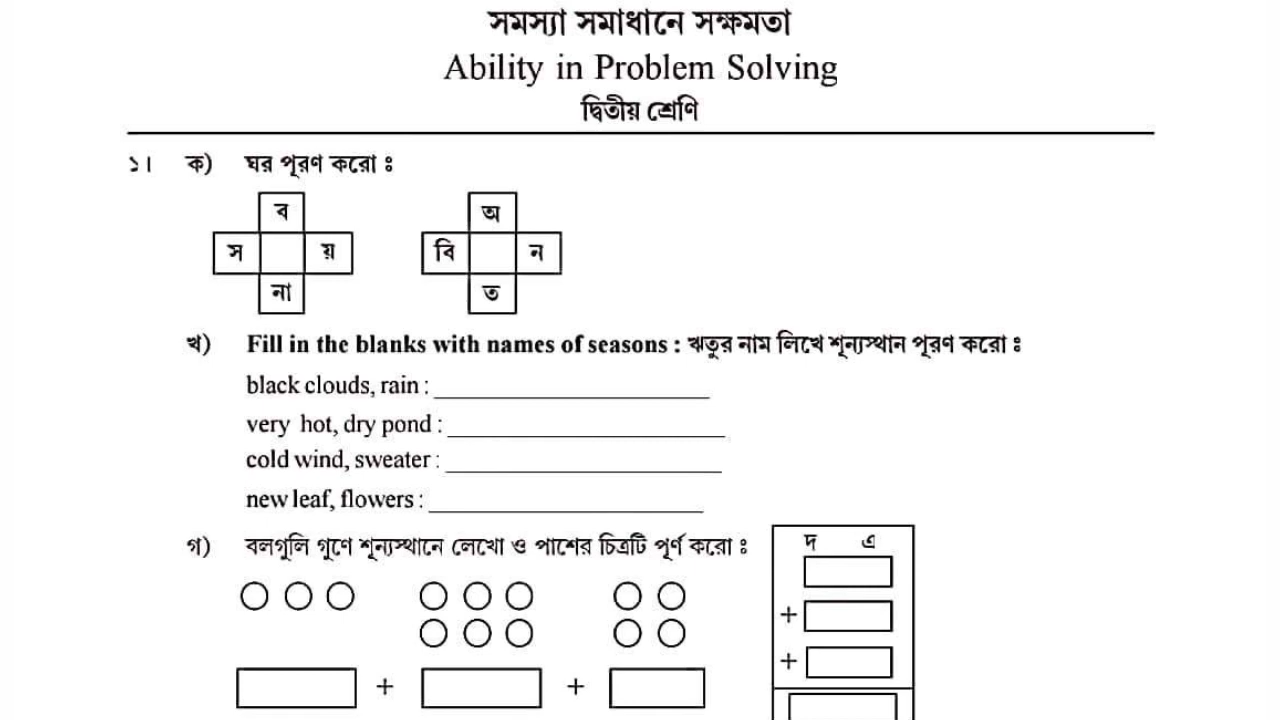 সমস্যা সমাধানে সক্ষমতা
Ability in Problem Solving
দ্বিতীয় শ্রেণি
১। ক) ঘর পূরণ করো ঃ
ব অ
স য় বি ন
না ত
খ) Fill in the blanks with names of seasons : ঋতুর নাম লিখে শূন্যস্থান পূরণ করো ঃ
black clouds, rain :
very hot, dry pond :
cold wind, sweater :
new leaf, flowers :
গ) বলগুলি গুণে শূন্যস্থানে লেখো ও পাশের চিত্রটি পূর্ণ করো ঃ
দ এ
+
+
+ +